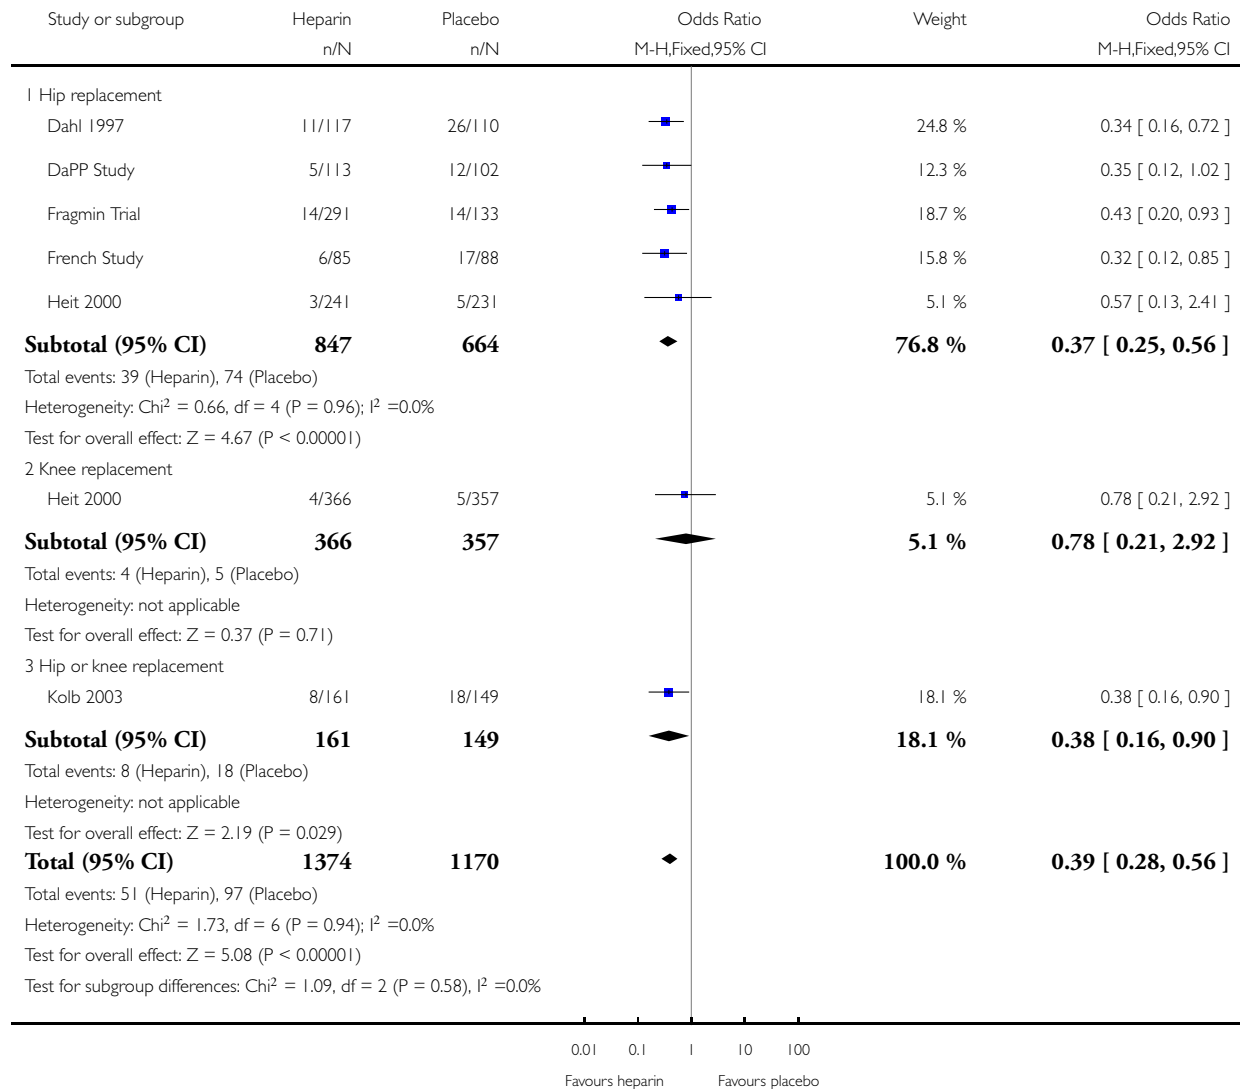 Study or subgroup Heparin Placebo Odds Ratio Weight Odds Ratio
n/N n/N M-H,Fixed,95% CI M-H,Fixed,95% CI
1 Hip replacement
Dahl 1997 11/117 26/110 24.8 % 0.34 [ 0.16, 0.72 ]
DaPP Study 5/113 12/102 12.3 % 0.35 [ 0.12, 1.02 ]
Fragmin Trial 14/291 14/133 18.7 % 0.43 [ 0.20, 0.93 ]
French Study 6/85 17/88 15.8 % 0.32 [ 0.12, 0.85 ]
Heit 2000 3/241 5/231 5.1 % 0.57 [ 0.13, 2.41 ]
Subtotal (95% CI) 847 664 76.8 % 0.37 [ 0.25, 0.56 ]
Total events: 39 (Heparin), 74 (Placebo)
Heterogeneity: Chi² = 0.66, df = 4 (P = 0.96); I² =0.0%
Test for overall effect: Z = 4.67 (P < 0.00001)
2 Knee replacement
Heit 2000 4/366 5/357 5.1 % 0.78 [ 0.21, 2.92 ]
Subtotal (95% CI) 366 357 5.1 % 0.78 [ 0.21, 2.92 ]
Total events: 4 (Heparin), 5 (Placebo)
Heterogeneity: not applicable
Test for overall effect: Z = 0.37 (P = 0.71)
3 Hip or knee replacement
Kolb 2003 8/161 18/149 18.1 % 0.38 [ 0.16, 0.90 ]
Subtotal (95% CI) 161 149 18.1 % 0.38 [ 0.16, 0.90 ]
Total events: 8 (Heparin), 18 (Placebo)
Heterogeneity: not applicable
Test for overall effect: Z = 2.19 (P = 0.029)
Total (95% CI) 1374 1170 100.0 % 0.39 [ 0.28, 0.56 ]
Total events: 51 (Heparin), 97 (Placebo)
Heterogeneity: Chi² = 1.73, df = 6 (P = 0.94); I² =0.0%
Test for overall effect: Z = 5.08 (P < 0.00001)
Test for subgroup differences: Chi² = 1.09, df = 2 (P = 0.58), I² =0.0%
0.01 0.1 1 10 100
Favours heparin Favours placebo